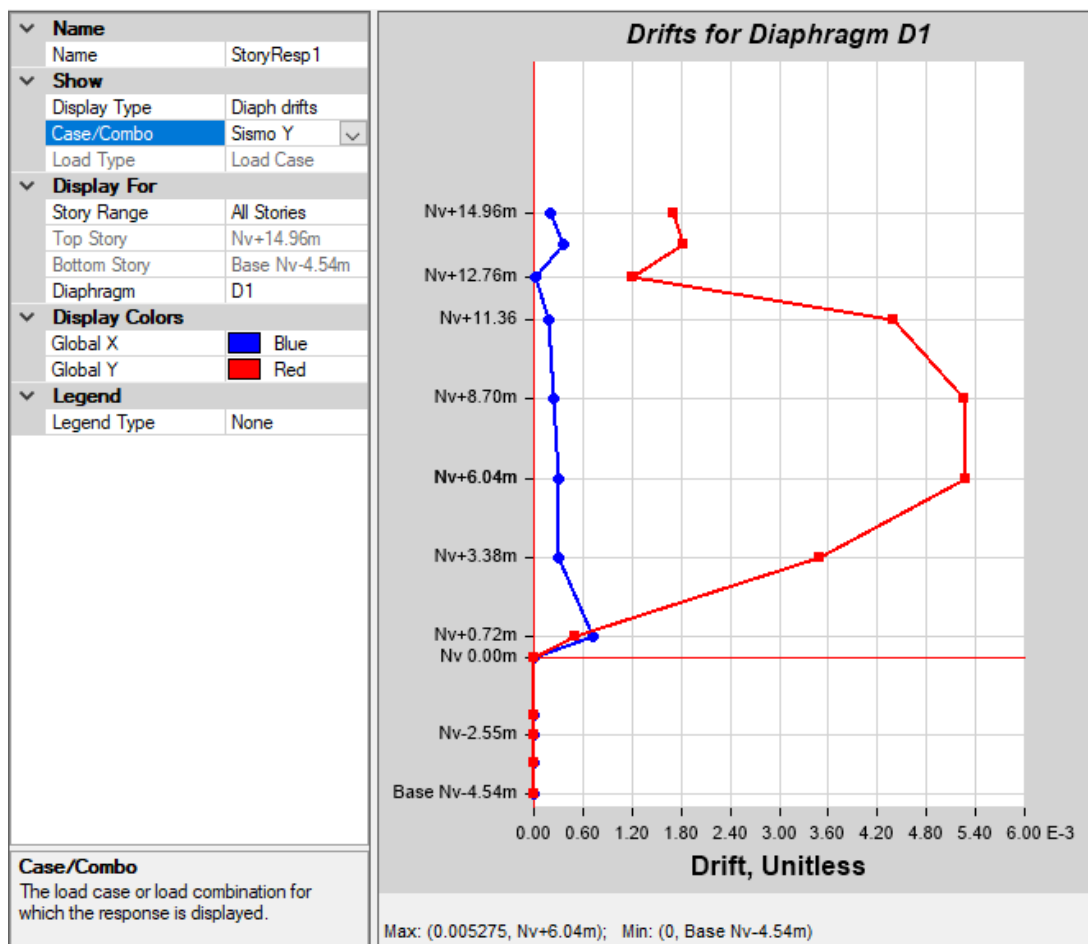 Name
Name StoryResp1
Show
Display Type Diaph drifts
Case/Combo Sismo Y
Load Type Load Case
Display For
Story Range All Stories
Top Story Nv+14.96m
Bottom Story Base Nv-4.54m
Diaphragm D1
Display Colors
Global X Blue
Global Y Red
Legend
Legend Type None
Case/Combo
The load case or load combination for
which the response is displayed.
Drifts for Diaphragm D1
Nv+14.96m
Nv+12.76m
Nv+11.36
Nv+8.70m
Nv+6.04m
Nv+3.38m
Nv+0.72m
Nv 0.00m
Nv-2.55m
Base Nv-4.54m
0.00 0.60 1.20 1.80 2.40 3.00 3.60 4.20 4.80 5.40 6.00 E-3
Drift, Unitless
Max: (0.005275, Nv+6.04m); Min: (0, Base Nv-4.54m)